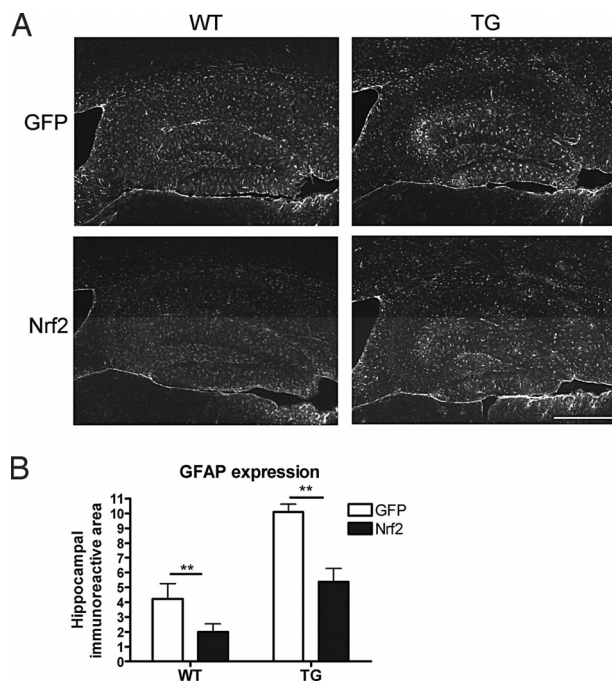 A
WT TG
GFP
Nrf2
B
GFAP expression
Hippocampal
immunoreactive area
11
10
9
8
7
6
5
4
3
2
1
0
**
**
GFP
Nrf2
WT TG